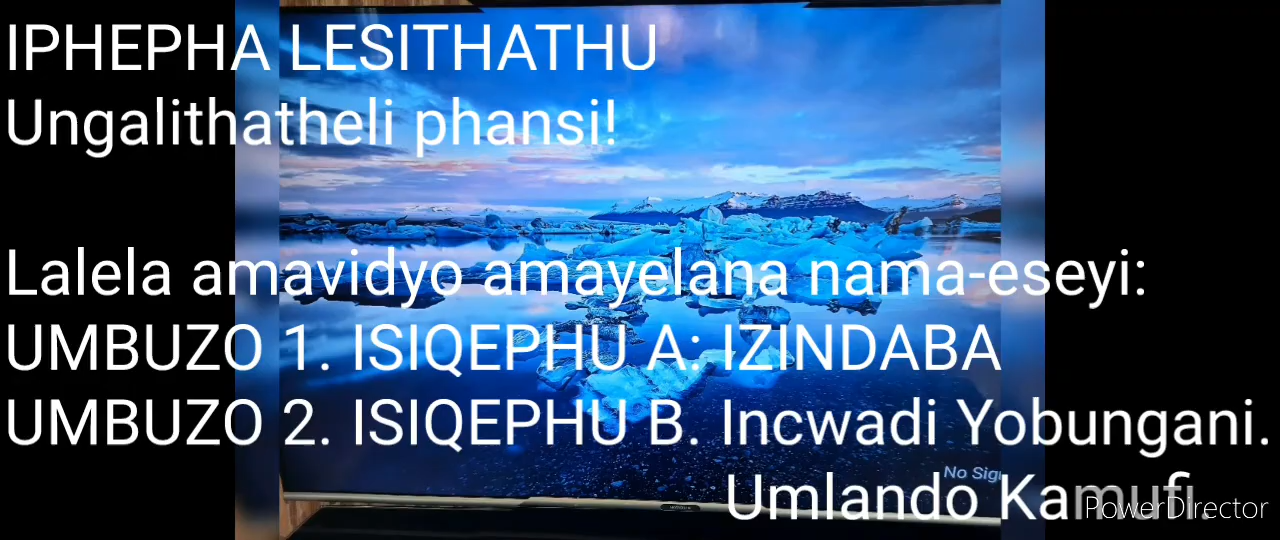 IPHEPHA LESITHATHU
Ungalithatheli phansi!
Lalela amavidyo amayelana nama-eseyi:
UMBUZO 1. ISIQEPHU A: IZINDABA
UMBUZO 2. ISIQEPHU B. Incwadi Yobungani.
No Sig
Umlando Kamufi.
PowerDirector